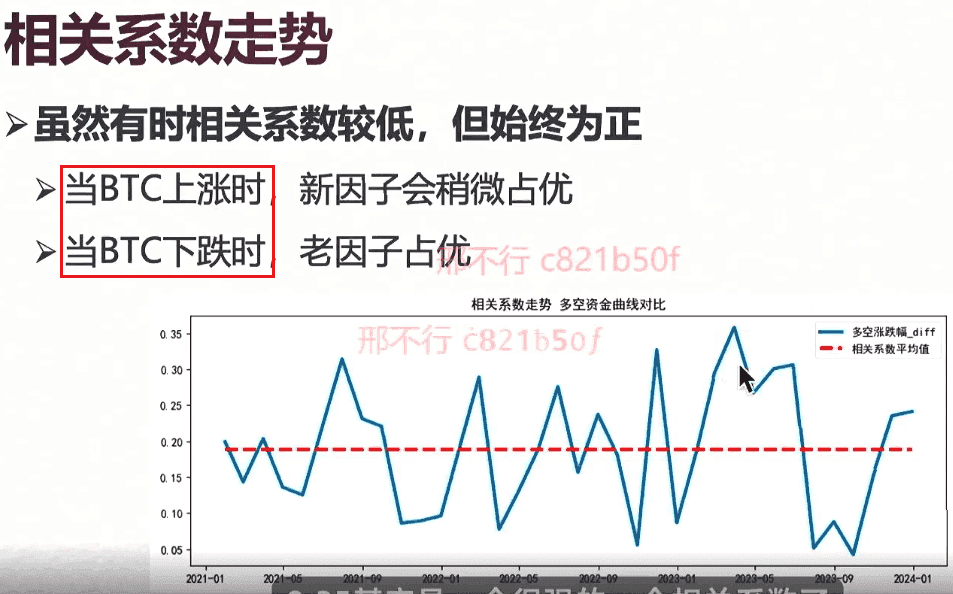 相关系数走势
虽然有时相关系数较低，但始终为正
当BTC上涨时，新因子会稍微占优
当BTC下跌时，老因子占优
邢不行 c821b50f
相关系数走势 多空资金曲线对比
邢不行 c821b50f
多空涨跌幅_diff
相关系数平均值
0.35
0.30
0.25
0.20
0.15
0.10
0.05
2021-01 2021-05 2021-09 2022-01 2022-05 2022-09 2023-01 2023-05 2023-09 2024-01